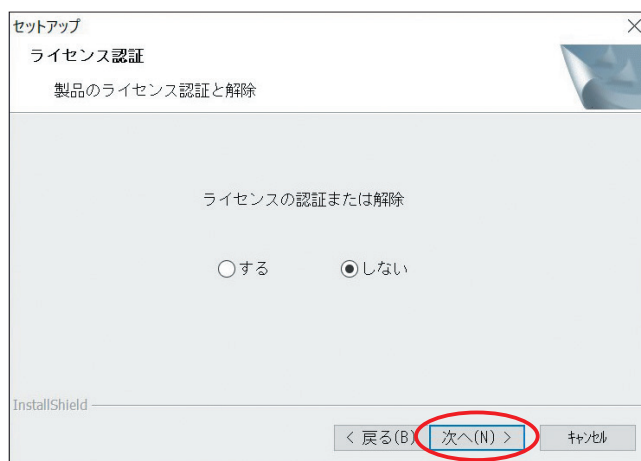 セットアップ
ライセンス認証
製品のライセンス認証と解除
ライセンスの認証または解除
する しない
InstallShield
< 戻る(B) 次へ(N) > キャンセル